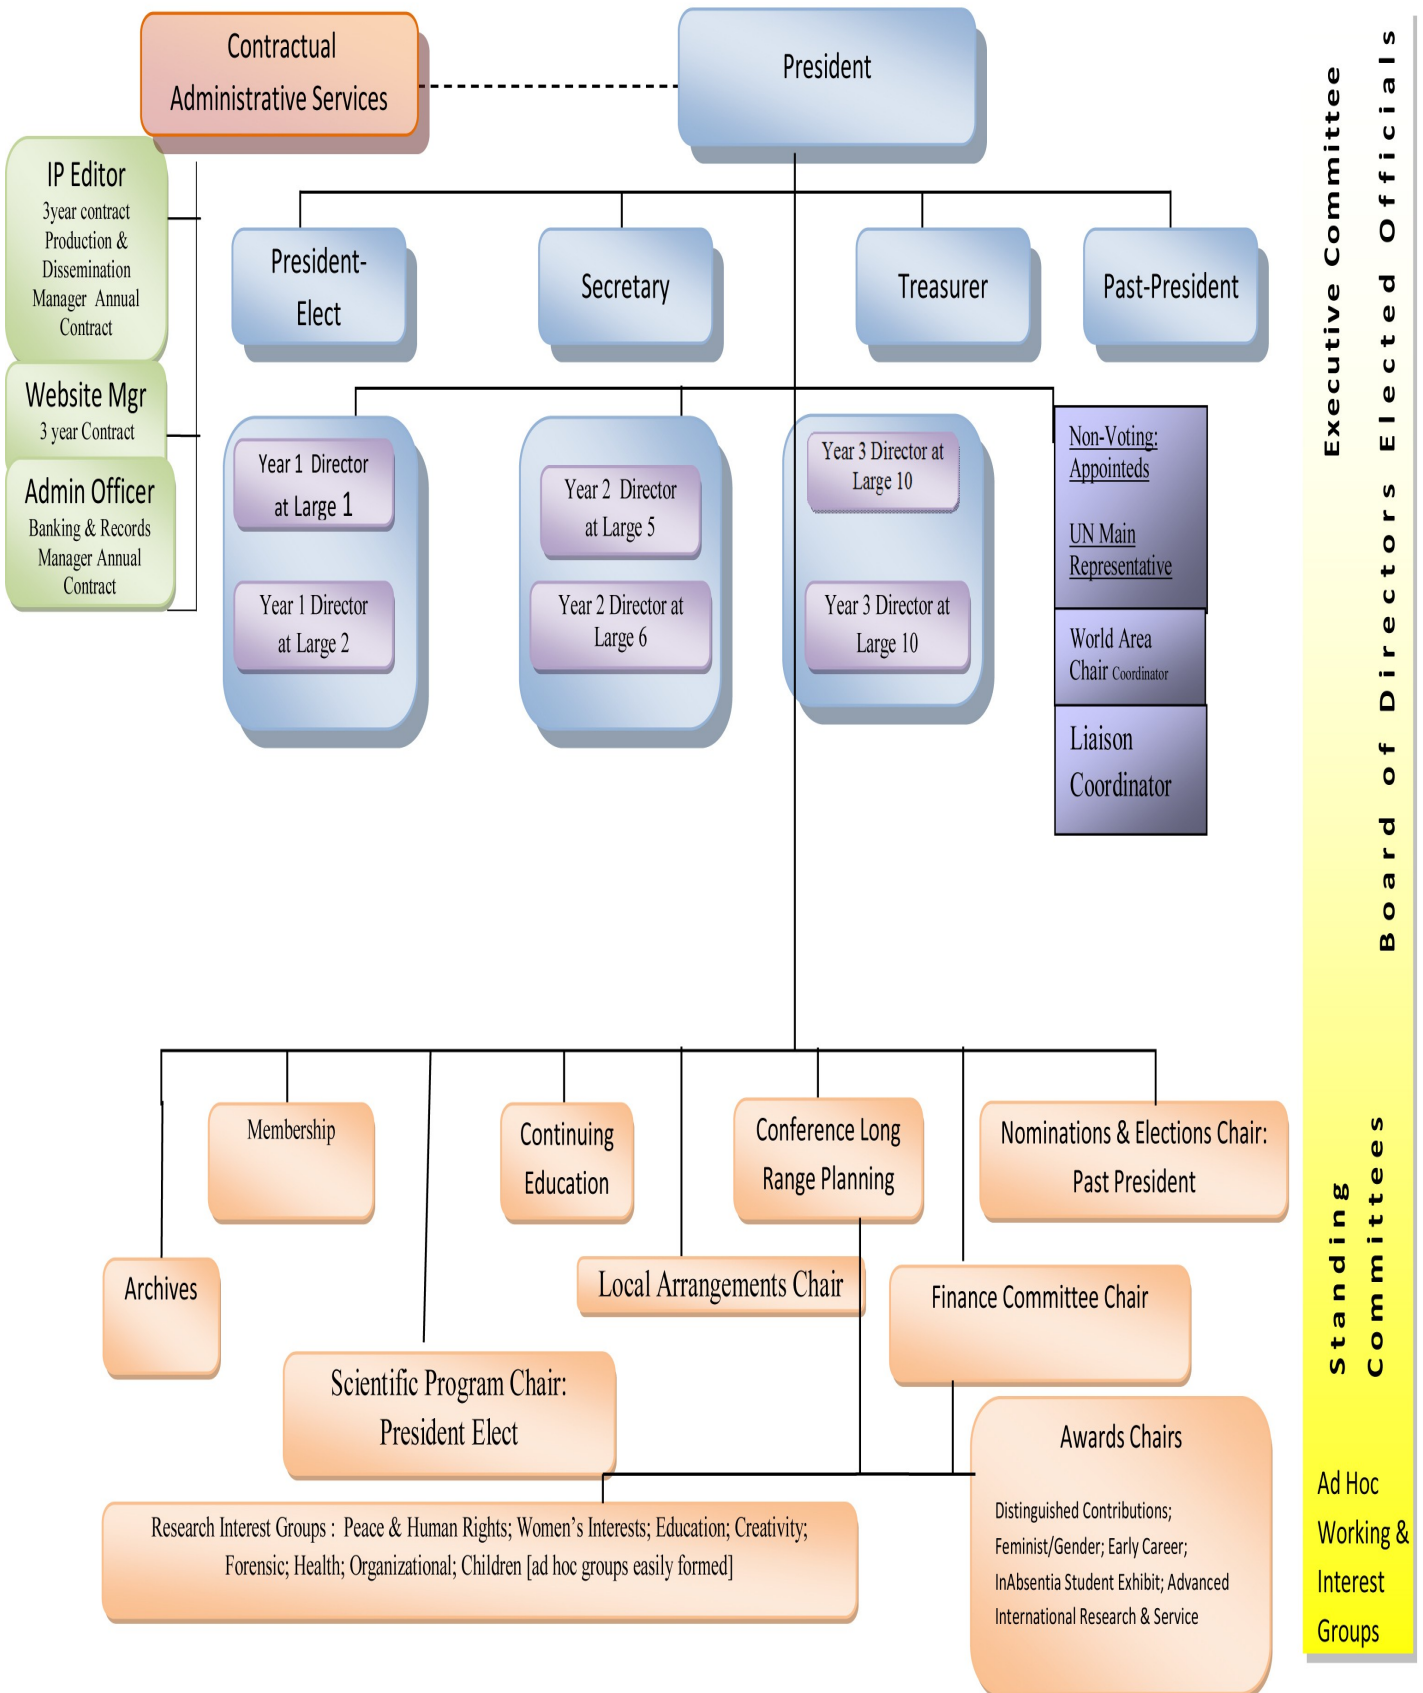 Contractual
Administrative Services
President
IP Editor
3year contract
Production &
Dissemination
Manager Annual
Contract
Website Mgr
3 year Contract
Admin Officer
Banking & Records
Manager Annual
Contract
President-
Elect
Secretary
Treasurer
Past-President
Year 1 Director
at Large 1
Year 1 Director
at Large 2
Year 2 Director
at Large 5
Year 2 Director at
Large 6
Year 3 Director at
Large 10
Year 3 Director at
Large 10
Non-Voting:
Appointeds
UN Main
Representative
World Area
Chair Coordinator
Liaison
Coordinator
Membership
Continuing
Education
Conference Long
Range Planning
Nominations & Elections Chair:
Past President
Archives
Local Arrangements Chair
Finance Committee Chair
Scientific Program Chair:
President Elect
Awards Chairs
Distinguished Contributions;
Feminist/Gender; Early Career;
InAbsentia Student Exhibit; Advanced
International Research & Service
Research Interest Groups : Peace & Human Rights; Women's Interests; Education; Creativity;
Forensic; Health; Organizational; Children [ad hoc groups easily formed]
Executive Committee
Board of Directors Elected Officials
Standing
Committees
Ad Hoc
Working &
Interest
Groups